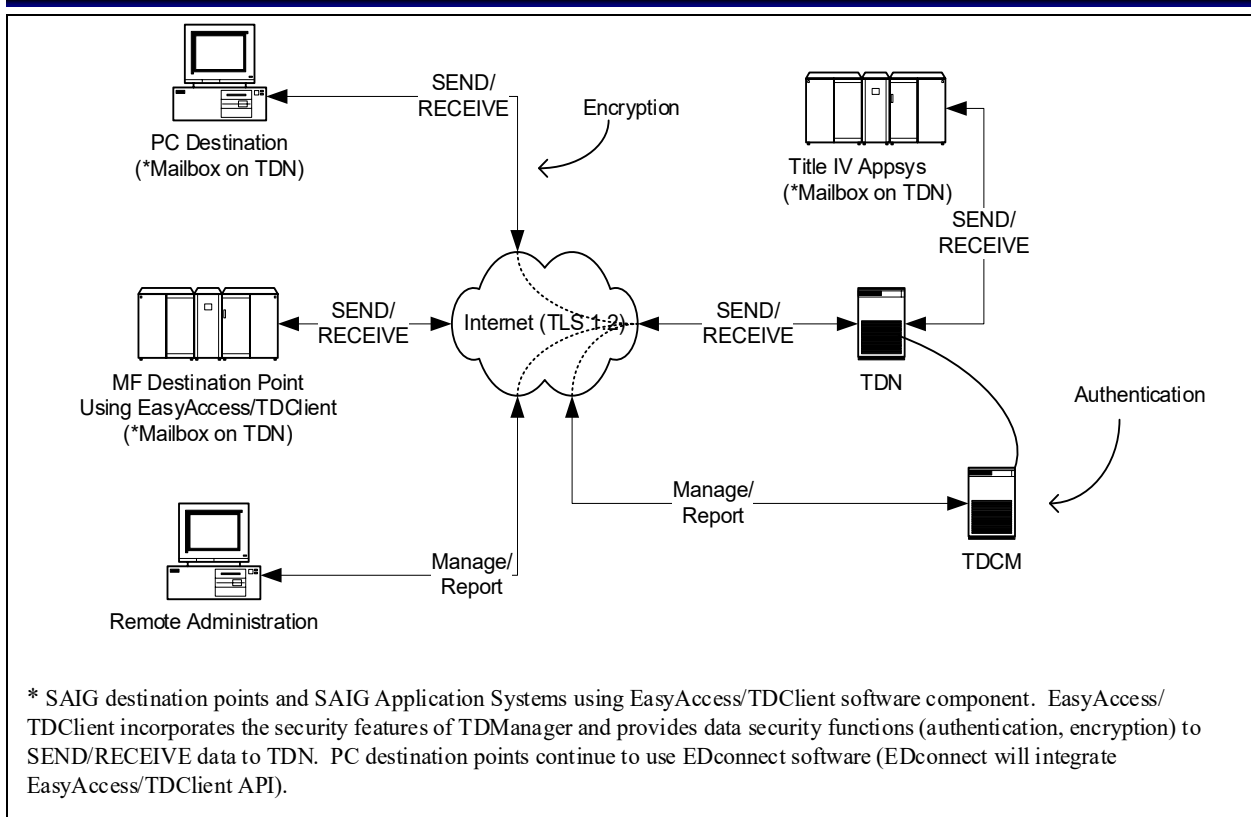 SEND/
RECEIVE
Encryption
PC Destination
(*Mailbox on TDN)
Title IV Appsys
(*Mailbox on TDN)
SEND/
RECEIVE
SEND/
RECEIVE
Internet (TLS 1.2)
SEND/
RECEIVE
MF Destination Point
Using EasyAccess/TDClient
(*Mailbox on TDN)
TDN
Authentication
Manage/
Report
TDCM
Manage/
Report
Remote Administration
* SAIG destination points and SAIG Application Systems using EasyAccess/TDClient software component.  EasyAccess/
TDClient incorporates the security features of TDManager and provides data security functions (authentication, encryption) to
SEND/RECEIVE data to TDN.  PC destination points continue to use EDconnect software (EDconnect will integrate
EasyAccess/TDClient API).